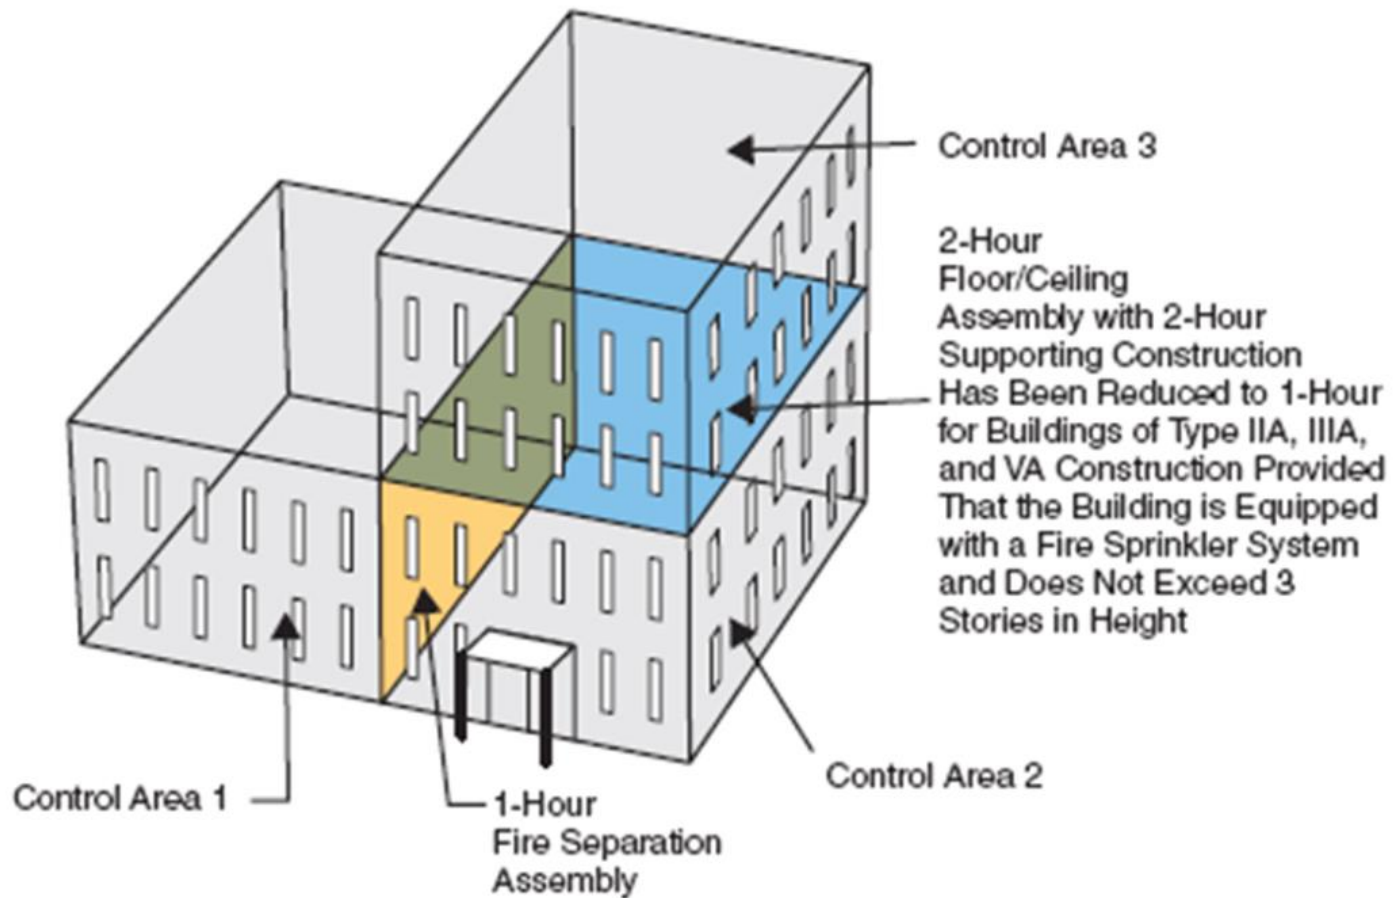 Control Area 3
2-Hour
Floor/Ceiling
Assembly with 2-Hour
Supporting Construction
Has Been Reduced to 1-Hour
for Buildings of Type IIA, IIIA,
and VA Construction Provided
That the Building is Equipped
with a Fire Sprinkler System
and Does Not Exceed 3
Stories in Height
Control Area 2
Control Area 1
1-Hour
Fire Separation
Assembly